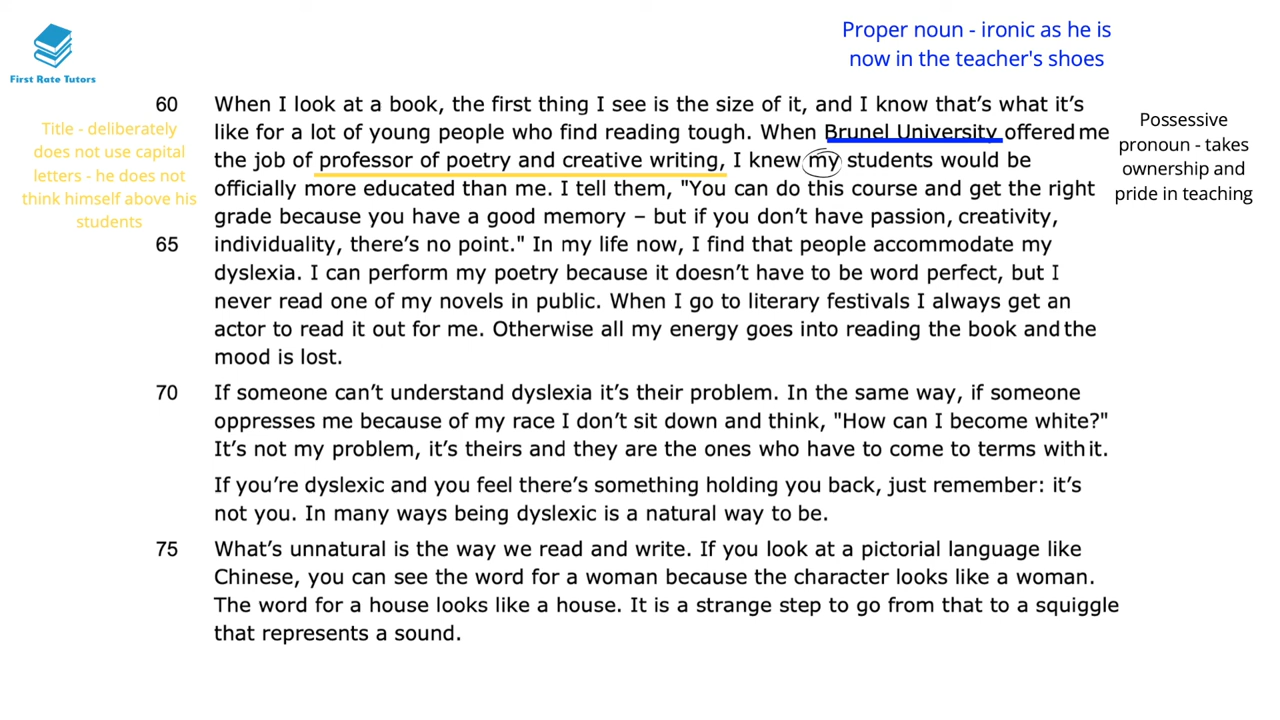 First Rate Tutors
Proper noun - ironic as he is
now in the teacher's shoes
Title - deliberately
does not use capital
letters - he does not
think himself above his
students
Possessive
pronoun - takes
ownership and
pride in teaching
60 When I look at a book, the first thing I see is the size of it, and I know that's what it's
like for a lot of young people who find reading tough. When Brunel University offered me
the job of professor of poetry and creative writing, I knew my students would be
officially more educated than me. I tell them, "You can do this course and get the right
grade because you have a good memory – but if you don't have passion, creativity,
65 individuality, there's no point." In my life now, I find that people accommodate my
dyslexia. I can perform my poetry because it doesn't have to be word perfect, but I
never read one of my novels in public. When I go to literary festivals I always get an
actor to read it out for me. Otherwise all my energy goes into reading the book and the
mood is lost.
70 If someone can't understand dyslexia it's their problem. In the same way, if someone
oppresses me because of my race I don't sit down and think, "How can I become white?"
It's not my problem, it's theirs and they are the ones who have to come to terms with it.
If you're dyslexic and you feel there's something holding you back, just remember: it's
not you. In many ways being dyslexic is a natural way to be.
75 What's unnatural is the way we read and write. If you look at a pictorial language like
Chinese, you can see the word for a woman because the character looks like a woman.
The word for a house looks like a house. It is a strange step to go from that to a squiggle
that represents a sound.